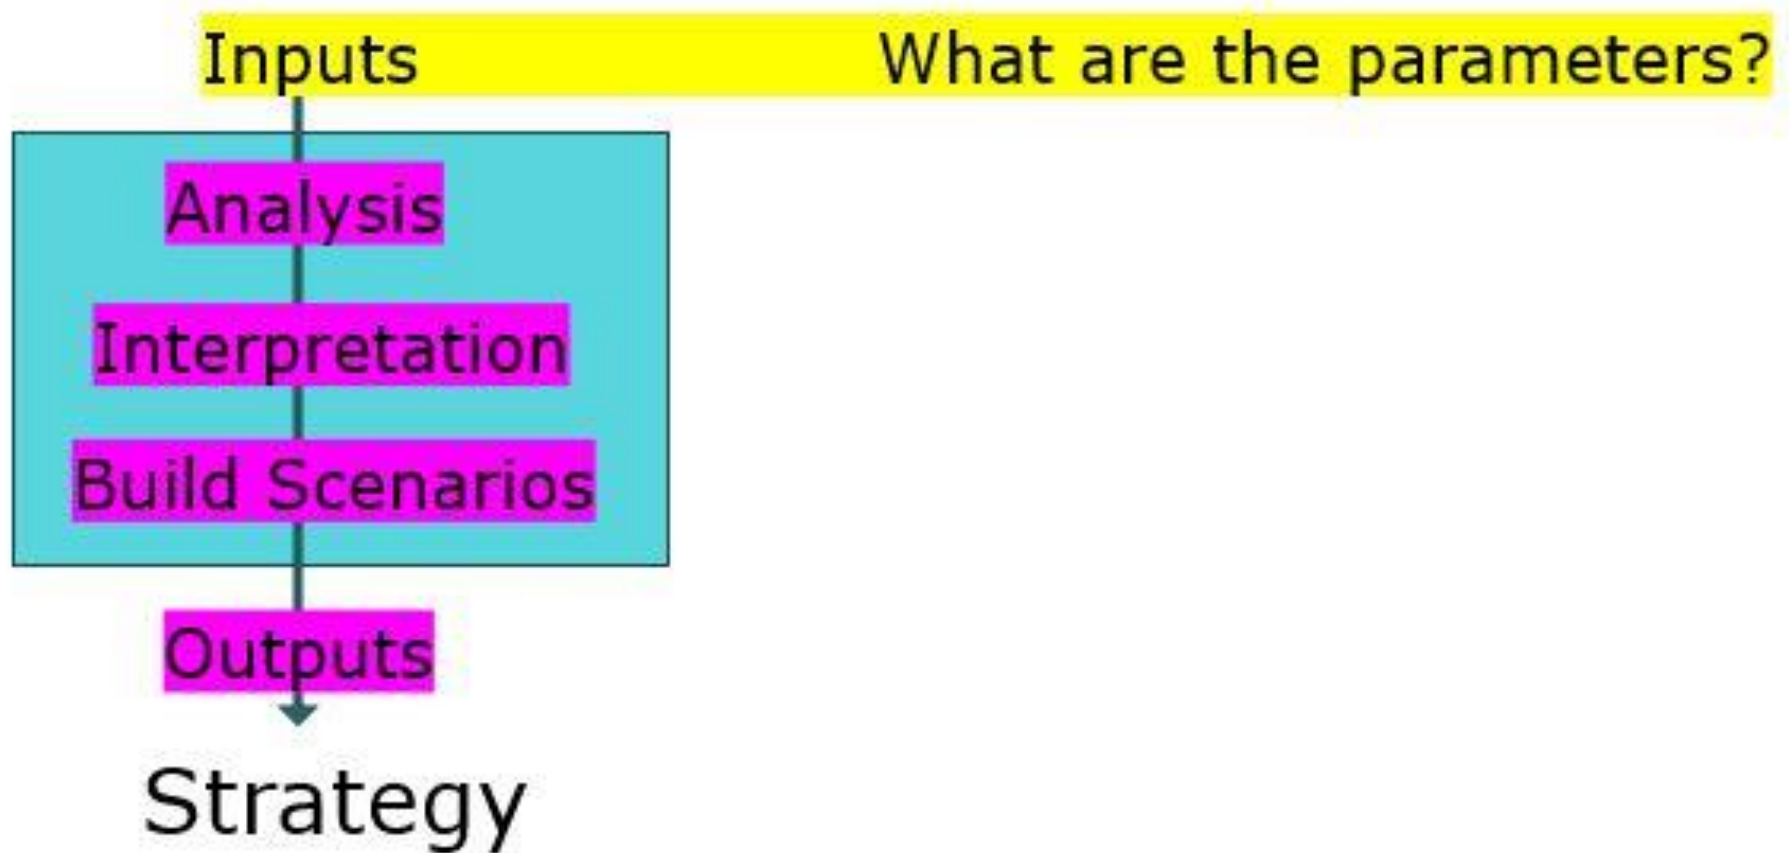 Inputs What are the parameters?
Analysis
Interpretation
Build Scenarios
Outputs
Strategy